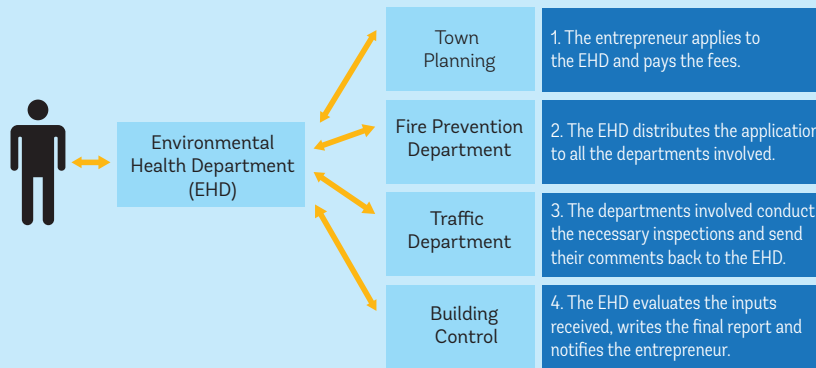 Environmental
Health Department
(EHD)
Town
Planning
Fire Prevention
Department
Traffic
Department
Building
Control
1. The entrepreneur applies to
the EHD and pays the fees.
2. The EHD distributes the application
to all the departments involved.
3. The departments involved conduct
the necessary inspections and send
their comments back to the EHD.
4. The EHD evaluates the inputs
received, writes the final report and
notifies the entrepreneur.